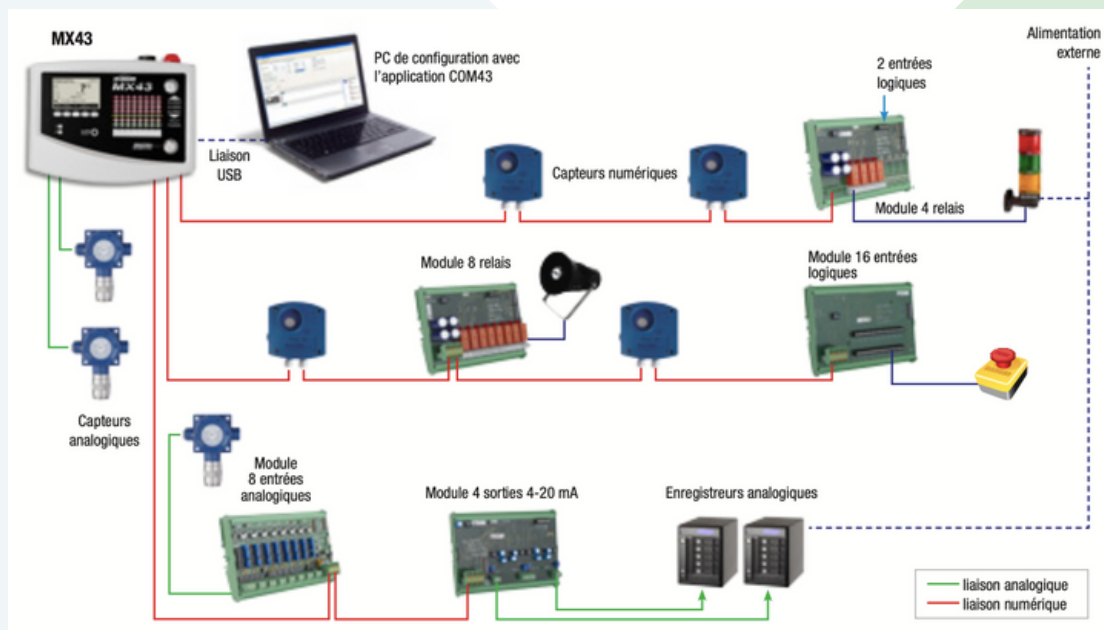 MX43
MX43
PC de configuration avec
l'application COM43
Liaison
USB
Alimentation
externe
2 entrées
logiques
Capteurs numériques
Module 4 relais
Module 8 relais
Module 16 entrées
logiques
Capteurs
analogiques
Module
8 entrées
analogiques
Module 4 sorties 4-20 mA
Enregistreurs analogiques
liaison analogique
liaison numérique